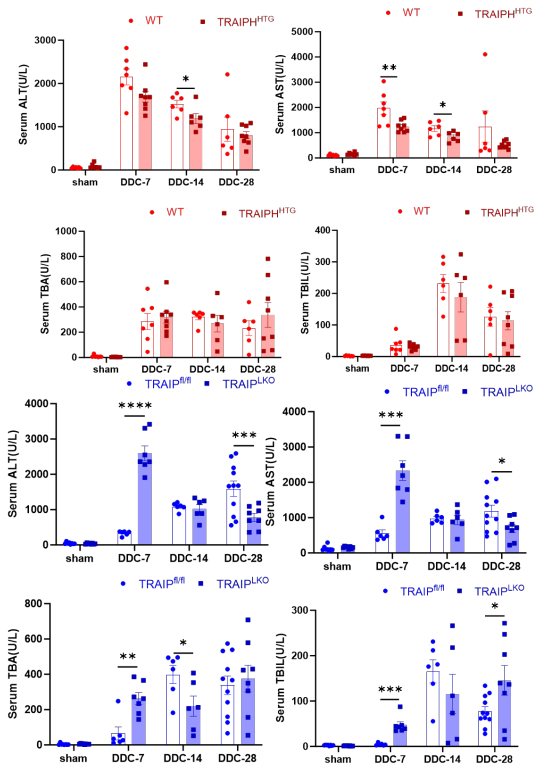 WT TRAIPH^HTG
Serum ALT(U/L)
3000
2000
1000
0
*
sham DDC-7 DDC-14 DDC-28
WT TRAIPH^HTG
Serum AST(U/L)
5000
4000
3000
2000
1000
0
**
*
sham DDC-7 DDC-14 DDC-28
WT TRAIPH^HTG
Serum TBA(U/L)
1000
800
600
400
200
0
sham DDC-7 DDC-14 DDC-28
WT TRAIPH^HTG
Serum TBIL(U/L)
400
300
200
100
0
sham DDC-7 DDC-14 DDC-28
TRAIP^fl/fl TRAIP^LKO
Serum ALT(U/L)
4000
3000
2000
1000
0
****
***
sham DDC-7 DDC-14 DDC-28
TRAIP^fl/fl TRAIP^LKO
Serum AST(U/L)
4000
3000
2000
1000
0
***
*
sham DDC-7 DDC-14 DDC-28
TRAIP^fl/fl TRAIP^LKO
Serum TBA(U/L)
800
600
400
200
0
**
*
sham DDC-7 DDC-14 DDC-28
TRAIP^fl/fl TRAIP^LKO
Serum TBIL(U/L)
300
200
100
0
***
*
sham DDC-7 DDC-14 DDC-28